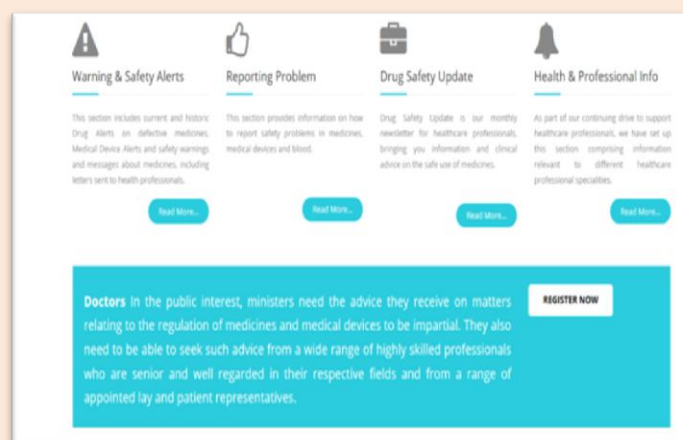 Warning & Safety Alerts
This section includes current and historic
Drug Alerts on defective medicines,
Medical Device Alerts and safety warnings
and messages about medicines, including
letters sent to health professionals.
Read More...
Reporting Problem
This section provides information on how
to report safety problems in medicines,
medical devices and blood.
Read More...
Drug Safety Update
Drug Safety Update is our monthly
newsletter for healthcare professionals,
bringing you information and clinical
advice on the safe use of medicines.
Read More...
Health & Professional Info
As part of our continuing drive to support
healthcare professionals, we have set up
this section comprising information
relevant to different healthcare
professional specialities.
Read More...
Doctors In the public interest, ministers need the advice they receive on matters
relating to the regulation of medicines and medical devices to be impartial. They also
need to be able to seek such advice from a wide range of highly skilled professionals
who are senior and well regarded in their respective fields and from a range of
appointed lay and patient representatives.
REGISTER NOW